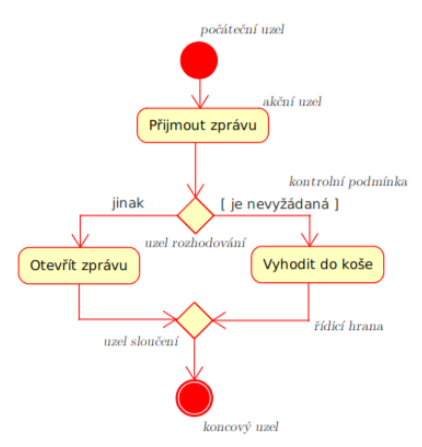 počáteční uzel
akční uzel
Přijmout zprávu
kontrolní podmínka
jinak
[ je nevyžádaná ]
uzel rozhodování
Otevřít zprávu
Vyhodit do koše
řídicí hrana
uzel sloučení
koncový uzel